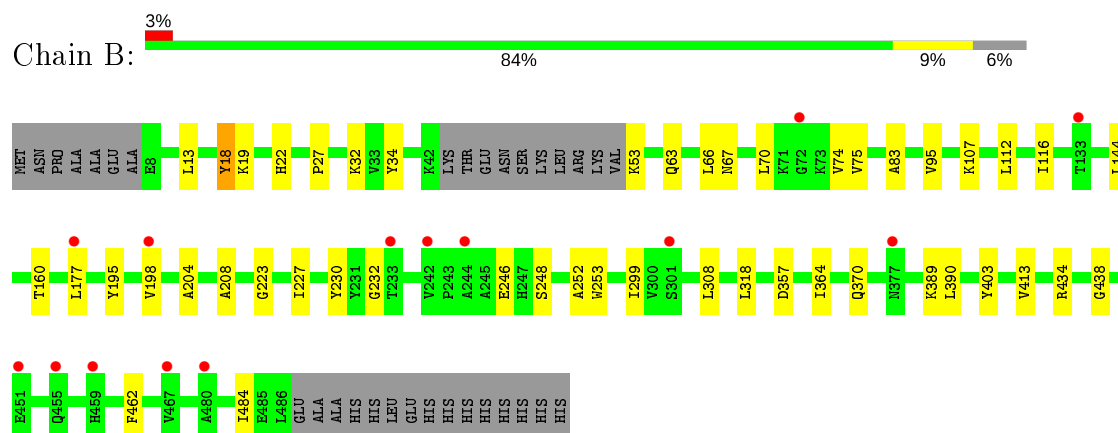 3%
Chain B: 84% 9% 6%
MET ASN PRO ALA ALA GLU ALA E8 L13 Y18 K19 H22 P27 K32 V33 Y34 K42 LYS THR GLU ASN SER LYS LEU ARG LYS VAL K53 Q63 L66 N67 L70 K71 G72 K73 V74 V75 A83 V95 K107 L112 I116 T133 L144
T160 L177 Y195 V198 A204 A208 G223 I227 Y230 Y231 G232 T233 V242 P243 A244 A245 E246 H247 S248 A252 W253 I299 V300 S301 L308 L318 D357 I364 Q370 N377 K389 L390 Y403 V413 R434 G438
E451 Q455 H459 F462 V467 A480 I484 E485 L486 GLU ALA ALA HIS HIS LEU GLU HIS HIS HIS HIS HIS HIS HIS